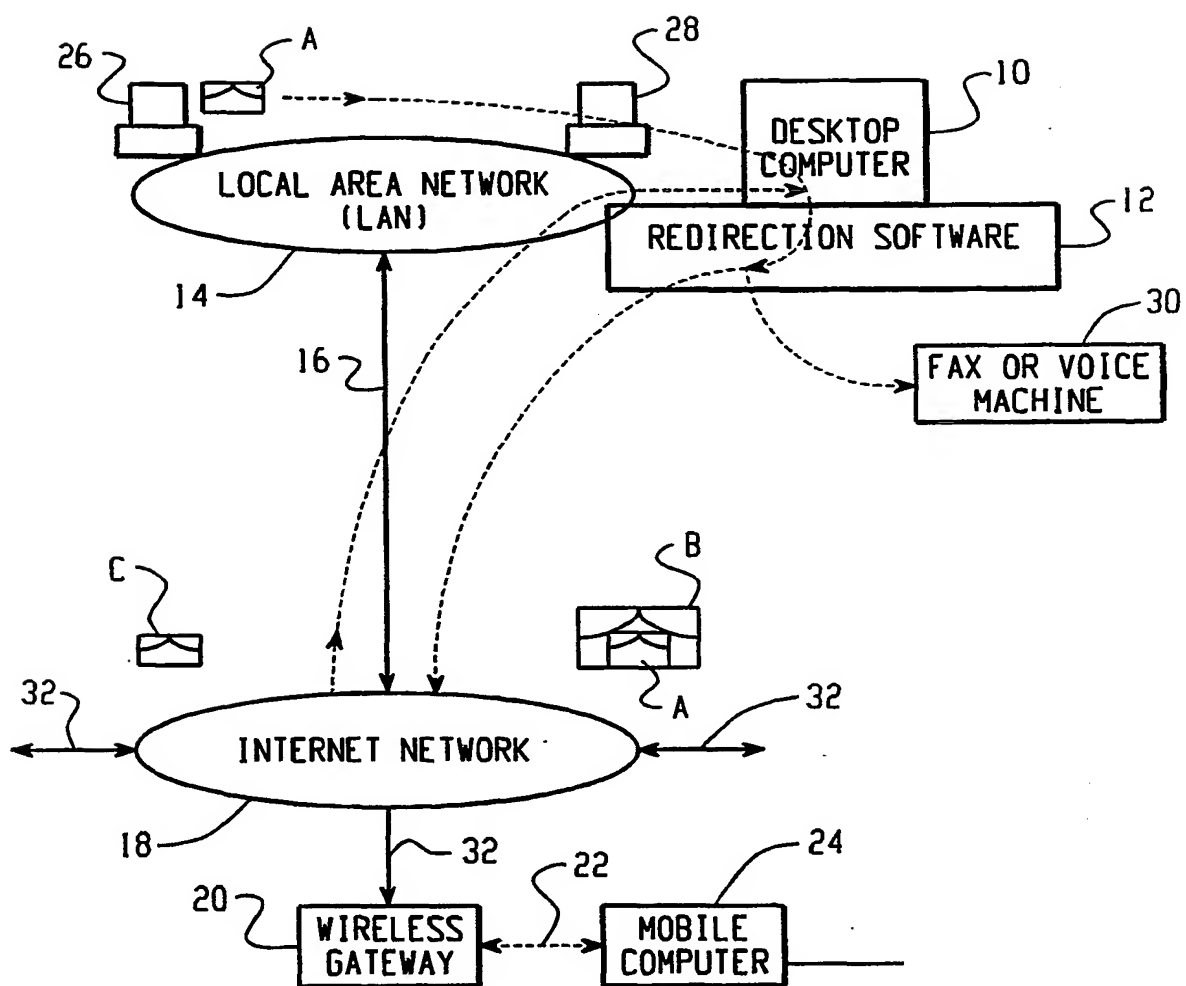 26
A
28
10
DESKTOP
COMPUTER
LOCAL AREA NETWORK
(LAN)
12
REDIRECTION SOFTWARE
14
30
16
FAX OR VOICE
MACHINE
C
B
A
32
32
INTERNET NETWORK
18
32
22
24
20
WIRELESS
GATEWAY
MOBILE
COMPUTER